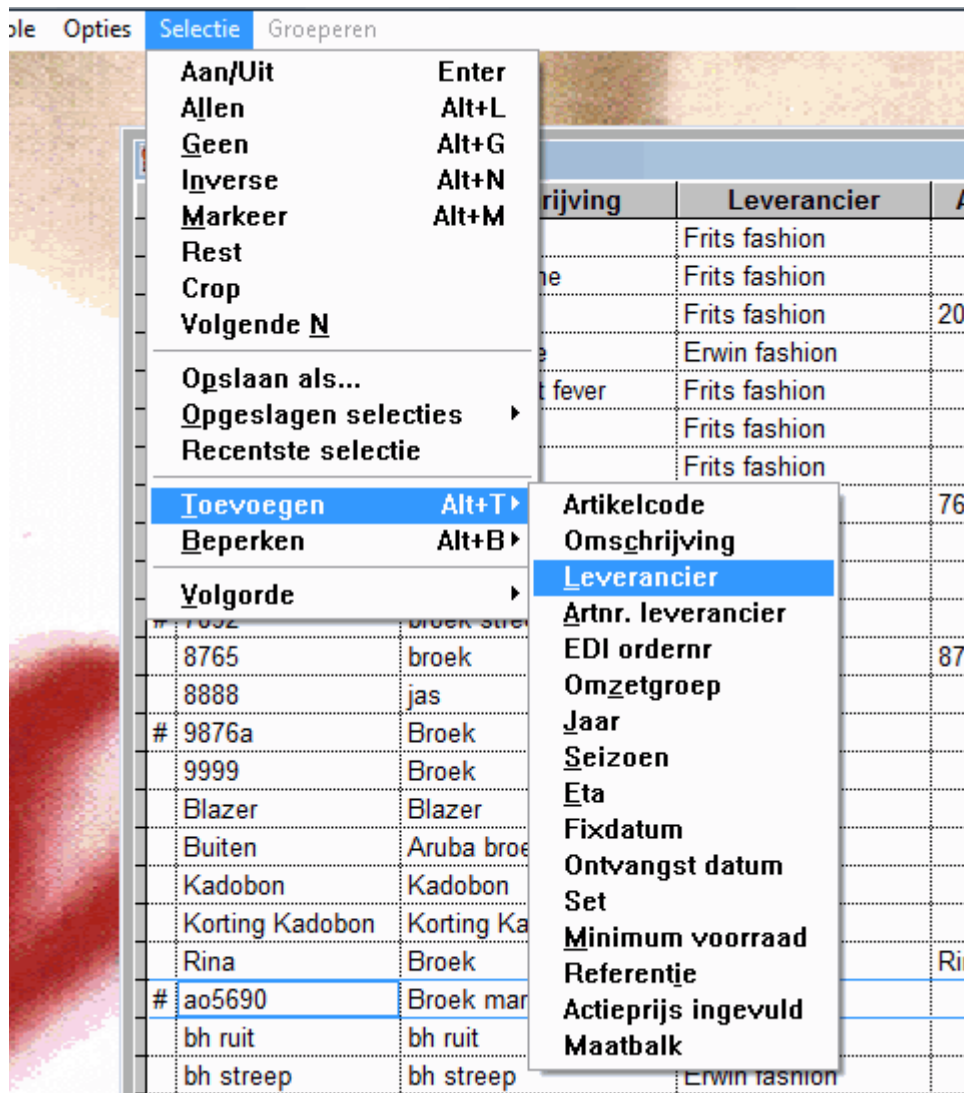 Opties Selectie Groeperen
Aan/Uit Enter
Allen Alt+L
Geen Alt+G
Inverse Alt+N
Markeer Alt+M
Rest
Crop
Volgende N
Opslaan als...
Opgeslagen selecties
Recentste selectie
Toevoegen Alt+T
Beperken Alt+B
Volgorde
Artikelcode
Omschrijving
Leverancier
Artnr. leverancier
EDI ordernr
Omzetgroep
Jaar
Seizoen
Eta
Fixdatum
Ontvangst datum
Set
Minimum voorraad
Referentie
Actieprijs ingevuld
Maatbalk
rijving Leverancier
Frits fashion
Frits fashion
Frits fashion 20
Erwin fashion
t fever Frits fashion
Frits fashion
Frits fashion
76
# 7692 broek stre
8765 broek 87
8888 jas
# 9876a Broek
9999 Broek
Blazer Blazer
Buiten Aruba broe
Kadobon Kadobon
Korting Kadobon Korting Ka
Rina Broek Ri
# ao5690 Broek mar
bh ruit bh ruit
bh streep bh streep Erwin fashion